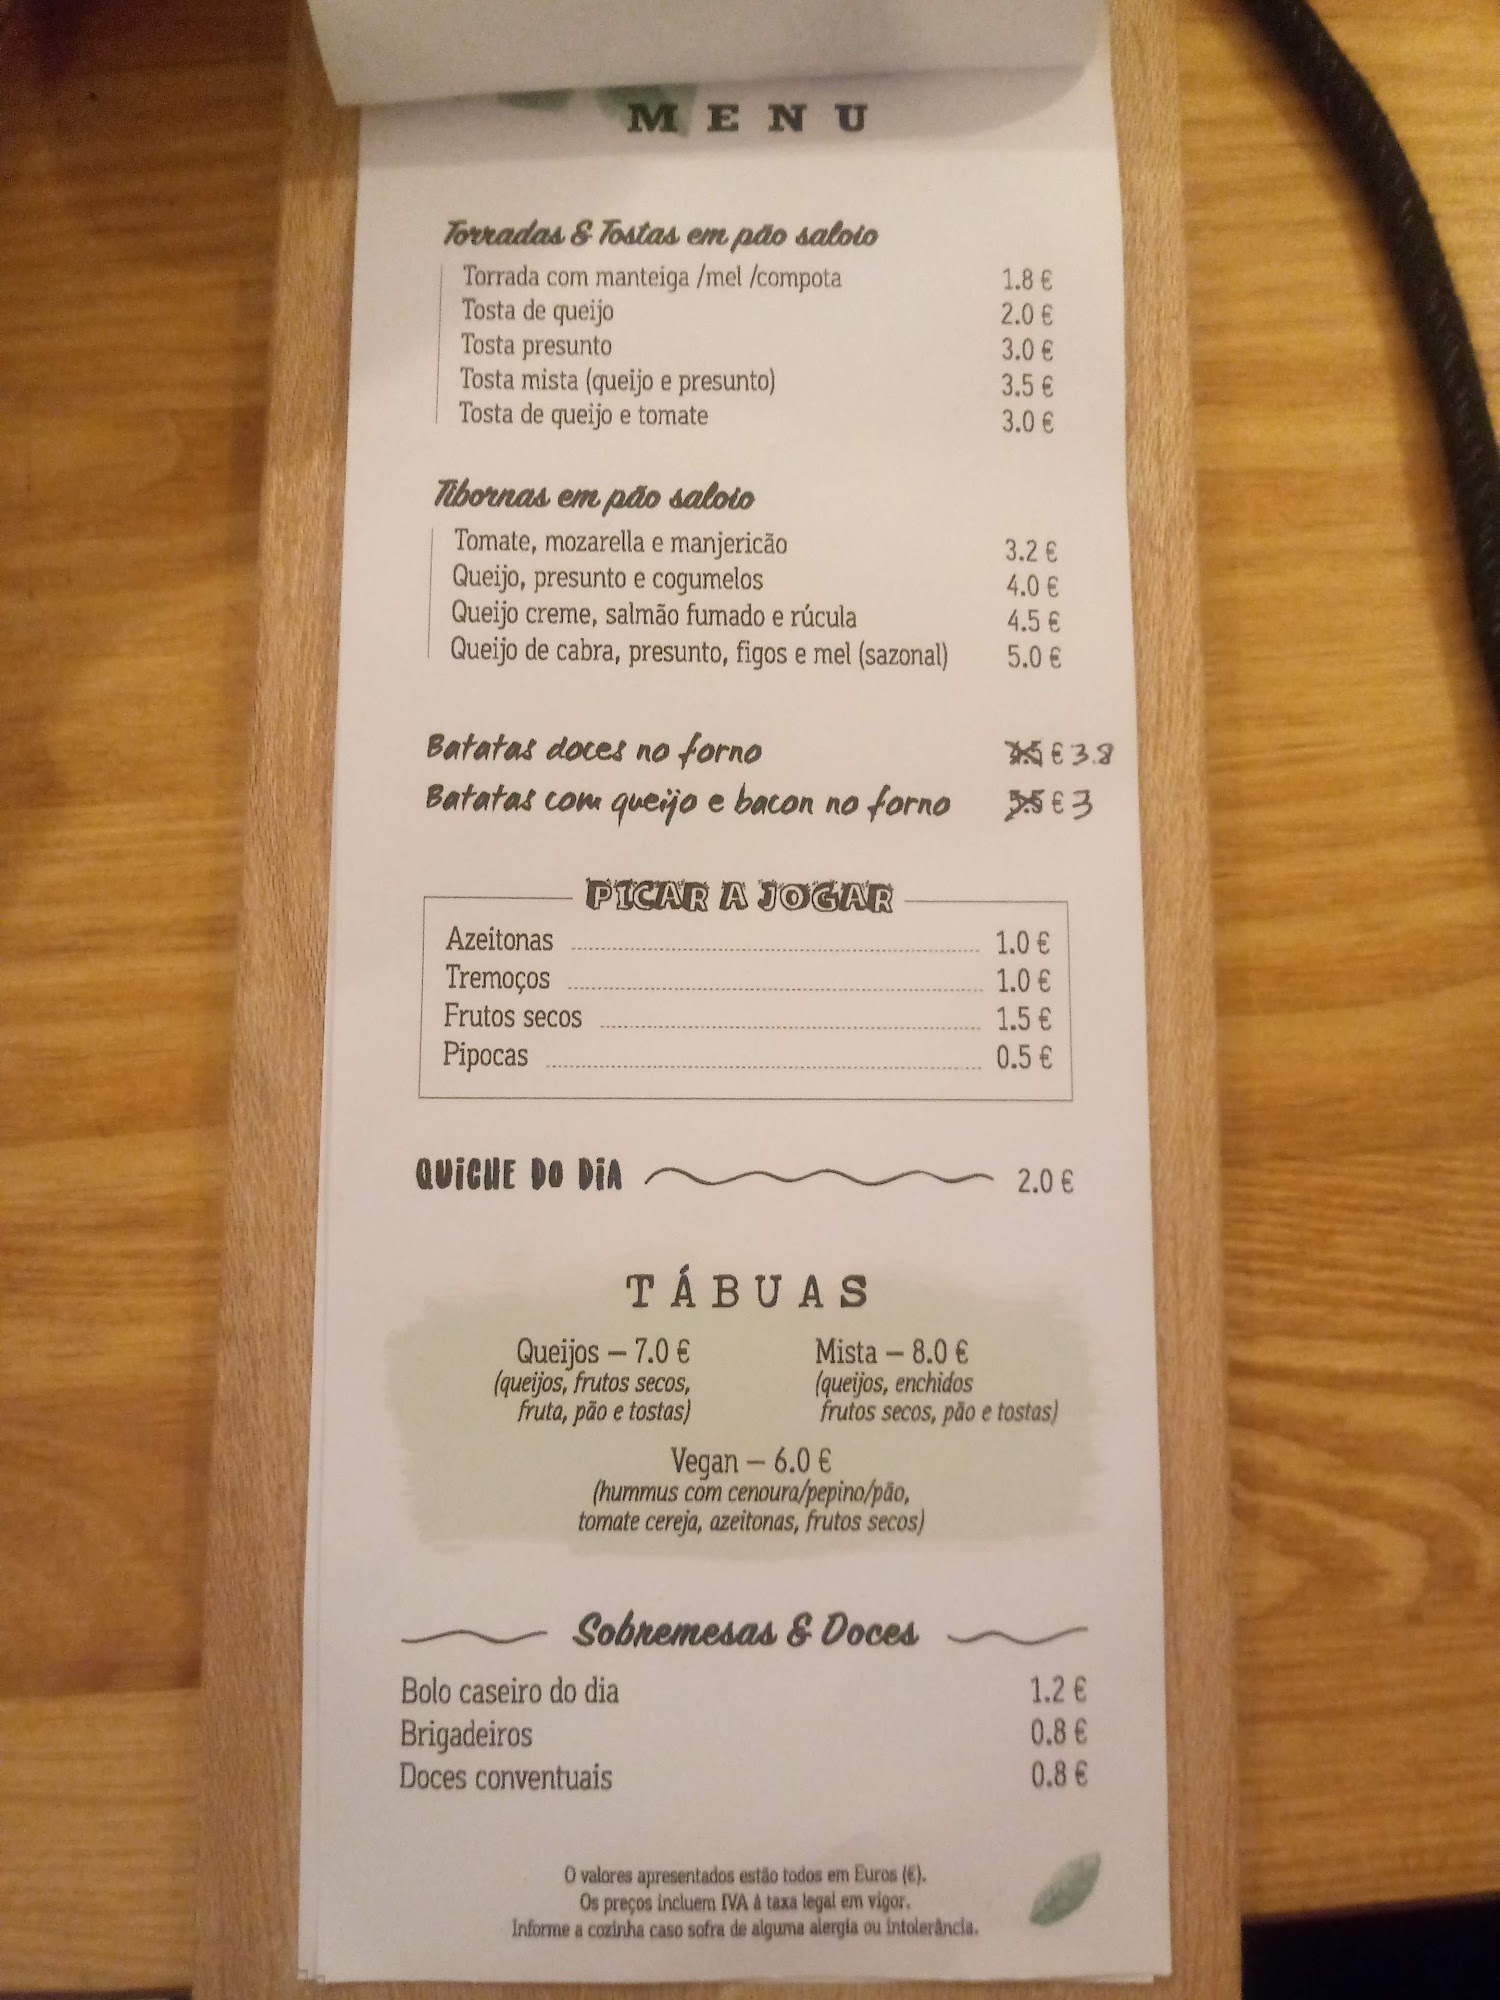 MENU
Torradas & Tostas em pão saloio
Torrada com manteiga /mel /compota 1.8 €
Tosta de queijo 2.0 €
Tosta presunto 3.0 €
Tosta mista (queijo e presunto) 3.5 €
Tosta de queijo e tomate 3.0 €
Tibornas em pão saloio
Tomate, mozarella e manjericão 3.2 €
Queijo, presunto e cogumelos 4.0 €
Queijo creme, salmão fumado e rúcula 4.5 €
Queijo de cabra, presunto, figos e mel (sazonal) 5.0 €
Batatas doces no forno € 3.8
Batatas com queijo e bacon no forno € 3
PICAR A JOGAR
Azeitonas 1.0 €
Tremoços 1.0 €
Frutos secos 1.5 €
Pipocas 0.5 €
QUICHE DO DIA 2.0 €
TÁBUAS
Queijos — 7.0 € Mista — 8.0 €
(queijos, frutos secos, (queijos, enchidos
fruta, pão e tostas) frutos secos, pão e tostas)
Vegan — 6.0 €
(hummus com cenoura/pepino/pão,
tomate cereja, azeitonas, frutos secos)
Sobremesas & Doces
Bolo caseiro do dia 1.2 €
Brigadeiros 0.8 €
Doces conventuais 0.8 €
O valores apresentados estão todos em Euros (€).
Os preços incluem IVA à taxa legal em vigor.
Informe a cozinha caso sofra de alguma alergia ou intolerância.